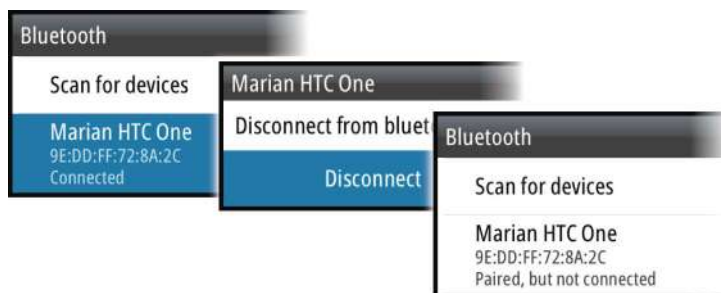 Bluetooth
Scan for devices
Marian HTC One
9E:DD:FF:72:8A:2C
Connected
Marian HTC One
Disconnect from
Disconnect
Bluetooth
Scan for devices
Marian HTC One
9E:DD:FF:72:8A:2C
Paired, but not connected